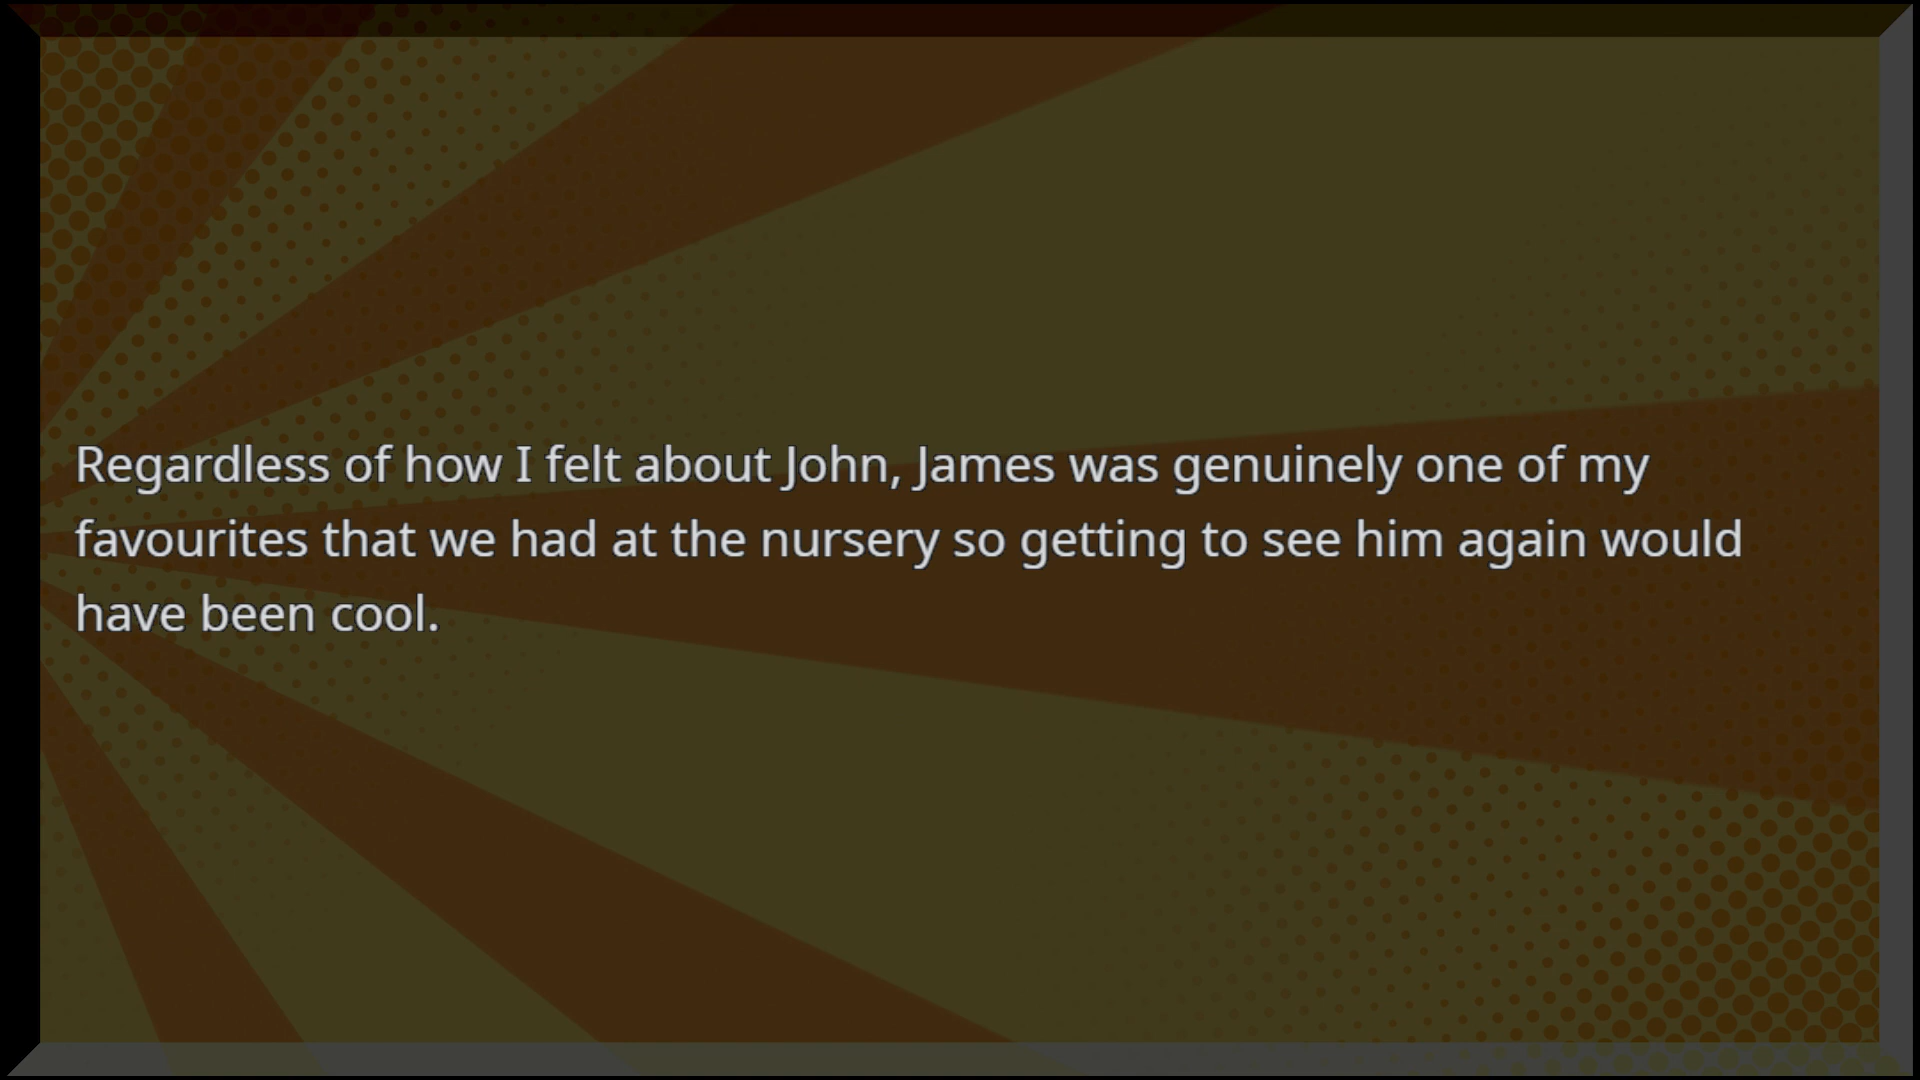 Regardless of how I felt about John, James was genuinely one of my
favourites that we had at the nursery so getting to see him again would
have been cool.